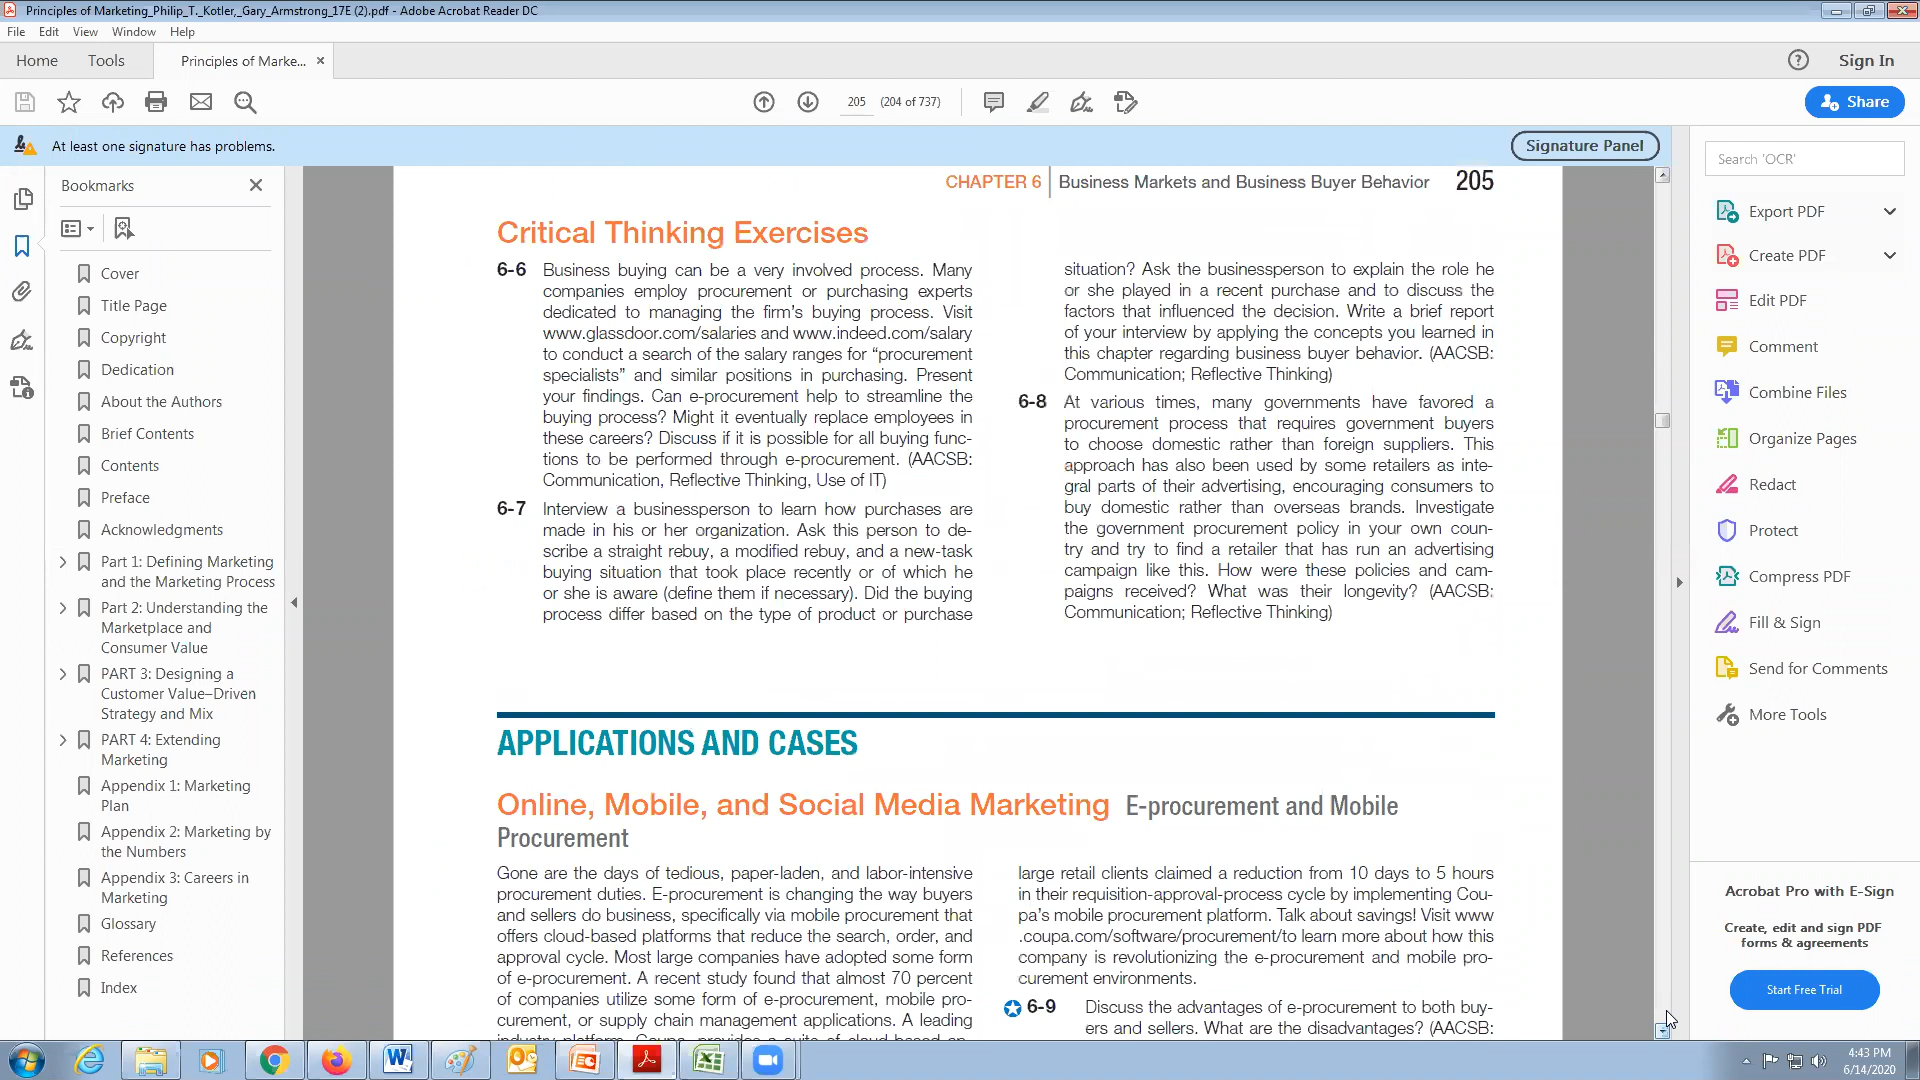 Principles of Marketing_Philip_T._Kotler,_Gary_Armstrong_17E (2).pdf - Adobe Acrobat Reader DC
File Edit View Window Help
Home Tools Principles of Marke... ×
Sign In
205 (204 of 737)
Share
At least one signature has problems.
Signature Panel
Bookmarks
Cover
Title Page
Copyright
Dedication
About the Authors
Brief Contents
Contents
Preface
Acknowledgments
Part 1: Defining Marketing
and the Marketing Process
Part 2: Understanding the
Marketplace and
Consumer Value
PART 3: Designing a
Customer Value–Driven
Strategy and Mix
PART 4: Extending
Marketing
Appendix 1: Marketing
Plan
Appendix 2: Marketing by
the Numbers
Appendix 3: Careers in
Marketing
Glossary
References
Index
CHAPTER 6 Business Markets and Business Buyer Behavior 205
Critical Thinking Exercises
6-6 Business buying can be a very involved process. Many
companies employ procurement or purchasing experts
dedicated to managing the firm's buying process. Visit
www.glassdoor.com/salaries and www.indeed.com/salary
to conduct a search of the salary ranges for “procurement
specialists” and similar positions in purchasing. Present
your findings. Can e-procurement help to streamline the
buying process? Might it eventually replace employees in
these careers? Discuss if it is possible for all buying func-
tions to be performed through e-procurement. (AACSB:
Communication, Reflective Thinking, Use of IT)
6-7 Interview a businessperson to learn how purchases are
made in his or her organization. Ask this person to de-
scribe a straight rebuy, a modified rebuy, and a new-task
buying situation that took place recently or of which he
or she is aware (define them if necessary). Did the buying
process differ based on the type of product or purchase
situation? Ask the businessperson to explain the role he
or she played in a recent purchase and to discuss the
factors that influenced the decision. Write a brief report
of your interview by applying the concepts you learned in
this chapter regarding business buyer behavior. (AACSB:
Communication; Reflective Thinking)
6-8 At various times, many governments have favored a
procurement process that requires government buyers
to choose domestic rather than foreign suppliers. This
approach has also been used by some retailers as inte-
gral parts of their advertising, encouraging consumers to
buy domestic rather than overseas brands. Investigate
the government procurement policy in your own coun-
try and try to find a retailer that has run an advertising
campaign like this. How were these policies and cam-
paigns received? What was their longevity? (AACSB:
Communication; Reflective Thinking)
APPLICATIONS AND CASES
Online, Mobile, and Social Media Marketing E-procurement and Mobile
Procurement
Gone are the days of tedious, paper-laden, and labor-intensive
procurement duties. E-procurement is changing the way buyers
and sellers do business, specifically via mobile procurement that
offers cloud-based platforms that reduce the search, order, and
approval cycle. Most large companies have adopted some form
of e-procurement. A recent study found that almost 70 percent
of companies utilize some form of e-procurement, mobile pro-
curement, or supply chain management applications. A leading
large retail clients claimed a reduction from 10 days to 5 hours
in their requisition-approval-process cycle by implementing Cou-
pa's mobile procurement platform. Talk about savings! Visit www
.coupa.com/software/procurement/to learn more about how this
company is revolutionizing the e-procurement and mobile pro-
curement environments.
6-9 Discuss the advantages of e-procurement to both buy-
ers and sellers. What are the disadvantages? (AACSB:
Search 'OCR'
Export PDF
Create PDF
Edit PDF
Comment
Combine Files
Organize Pages
Redact
Protect
Compress PDF
Fill & Sign
Send for Comments
More Tools
Acrobat Pro with E-Sign
Create, edit and sign PDF
forms & agreements
Start Free Trial
4:43 PM
6/14/2020